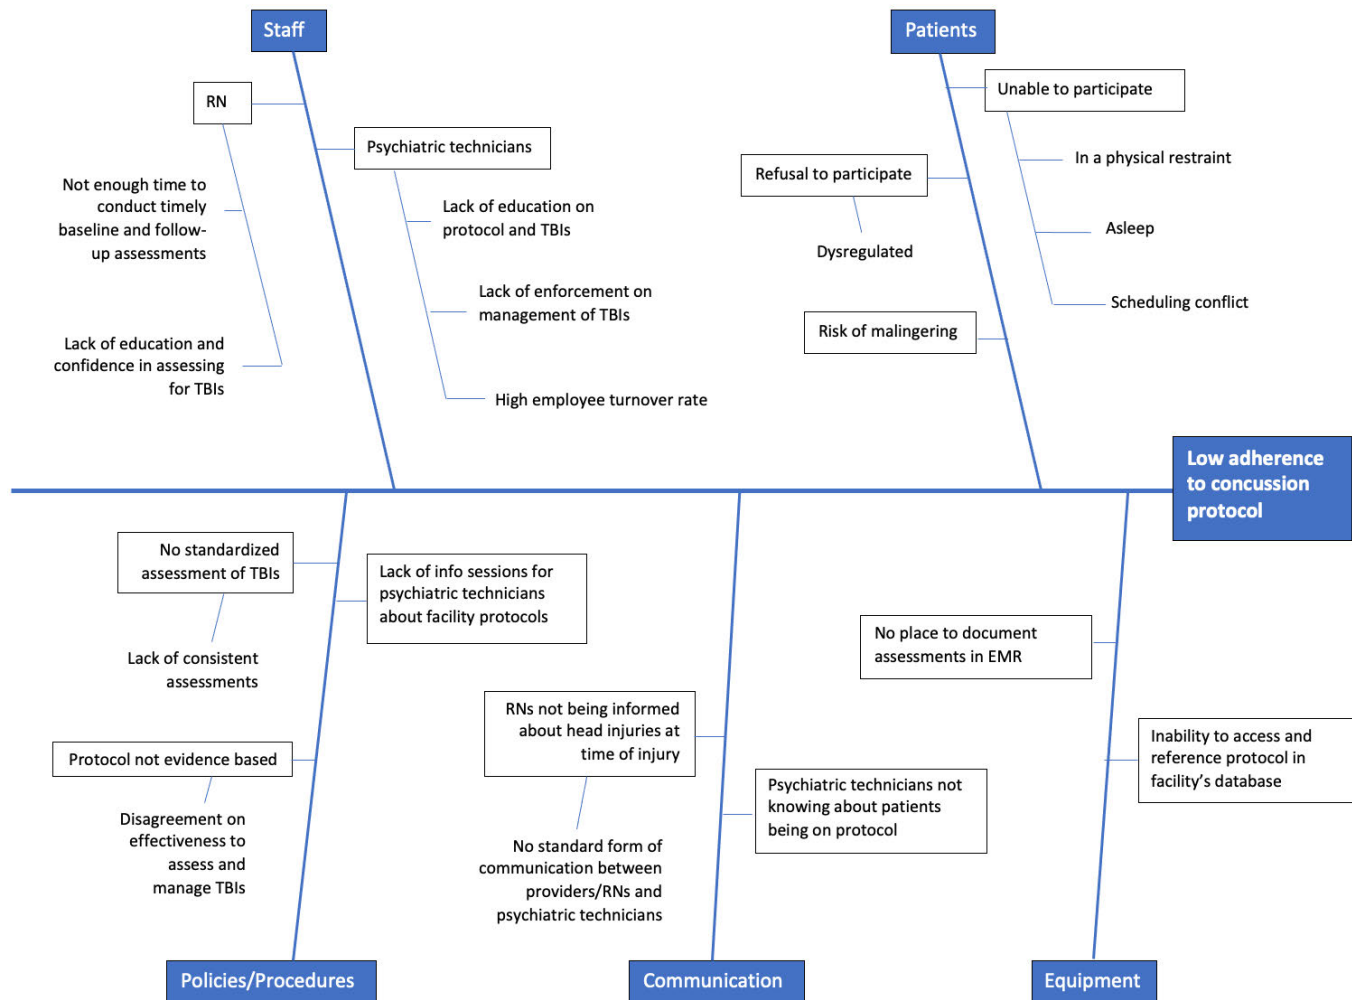 Staff
Patients
RN
Psychiatric technicians
Not enough time to
conduct timely
baseline and follow-
up assessments
Lack of education and
confidence in assessing
for TBIs
Lack of education on
protocol and TBIs
Lack of enforcement on
management of TBIs
High employee turnover rate
Unable to participate
In a physical restraint
Asleep
Scheduling conflict
Refusal to participate
Dysregulated
Risk of malingering
Low adherence
to concussion
protocol
No standardized
assessment of TBIs
Lack of consistent
assessments
Lack of info sessions for
psychiatric technicians
about facility protocols
Protocol not evidence based
Disagreement on
effectiveness to
assess and
manage TBIs
RNs not being informed
about head injuries at
time of injury
No standard form of
communication between
providers/RNs and
psychiatric technicians
Psychiatric technicians not
knowing about patients
being on protocol
No place to document
assessments in EMR
Inability to access and
reference protocol in
facility’s database
Policies/Procedures
Communication
Equipment